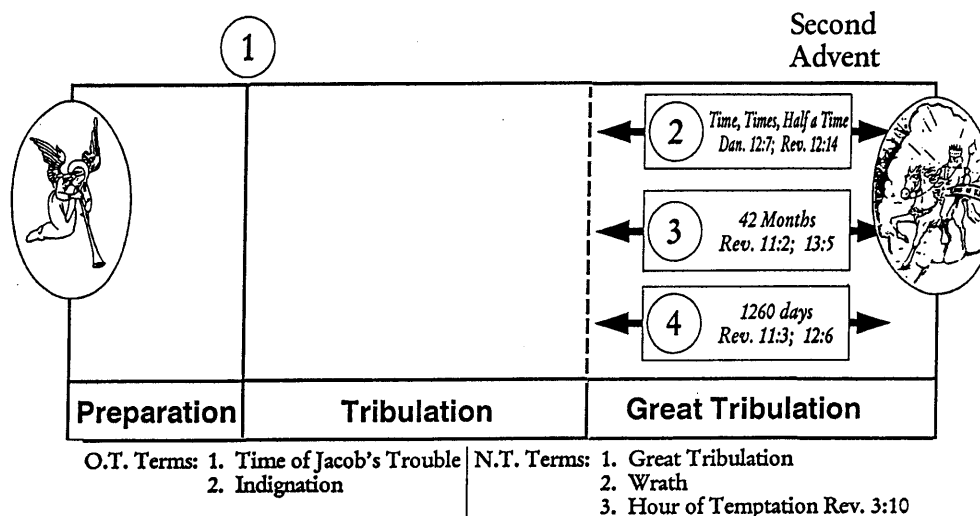 1
Second
Advent
2
Time, Times, Half a Time
Dan. 12:7; Rev. 12:14
3
42 Months
Rev. 11:2; 13:5
4
1260 days
Rev. 11:3; 12:6
Preparation
Tribulation
Great Tribulation
O.T. Terms: 1. Time of Jacob's Trouble
2. Indignation
N.T. Terms: 1. Great Tribulation
2. Wrath
3. Hour of Temptation Rev. 3:10